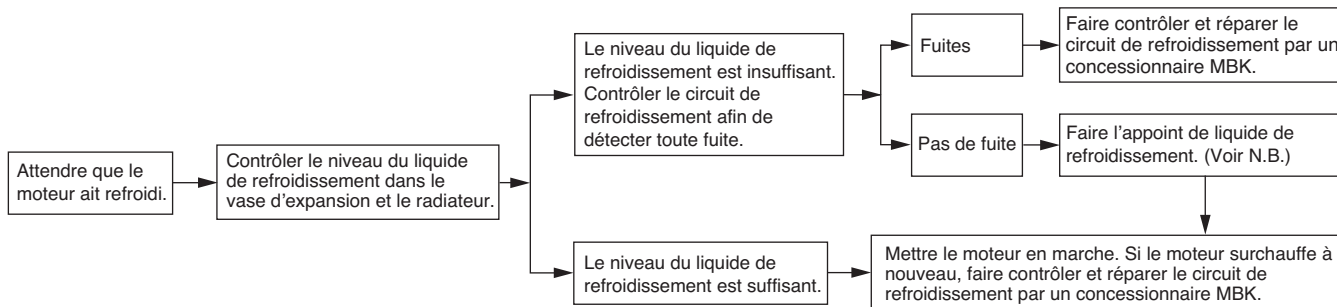 Attendre que le
moteur ait refroidi.
Contrôler le niveau du liquide
de refroidissement dans le
vase d'expansion et le radiateur.
Le niveau du liquide de
refroidissement est insuffisant.
Contrôler le circuit de
refroidissement afin de
détecter toute fuite.
Fuites
Faire contrôler et réparer le
circuit de refroidissement par un
concessionnaire MBK.
Pas de fuite
Faire l'appoint de liquide de
refroidissement. (Voir N.B.)
Le niveau du liquide de
refroidissement est suffisant.
Mettre le moteur en marche. Si le moteur surchauffe à
nouveau, faire contrôler et réparer le circuit de
refroidissement par un concessionnaire MBK.